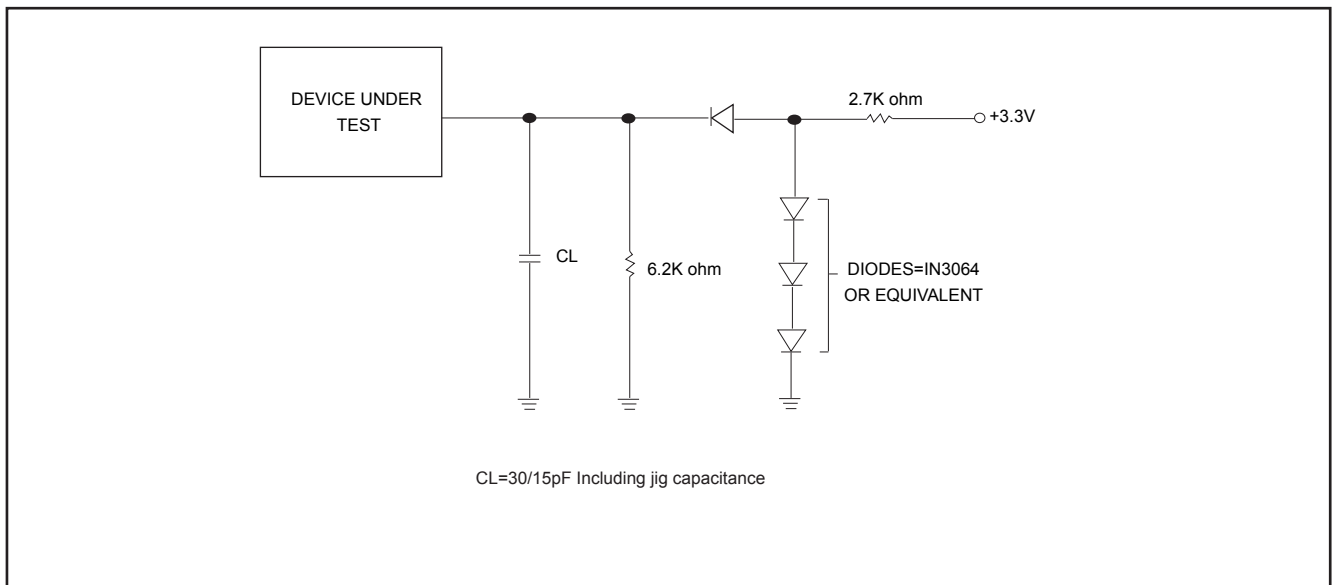 DEVICE UNDER
TEST
2.7K ohm
+3.3V
CL
6.2K ohm
DIODES=IN3064
OR EQUIVALENT
CL=30/15pF Including jig capacitance